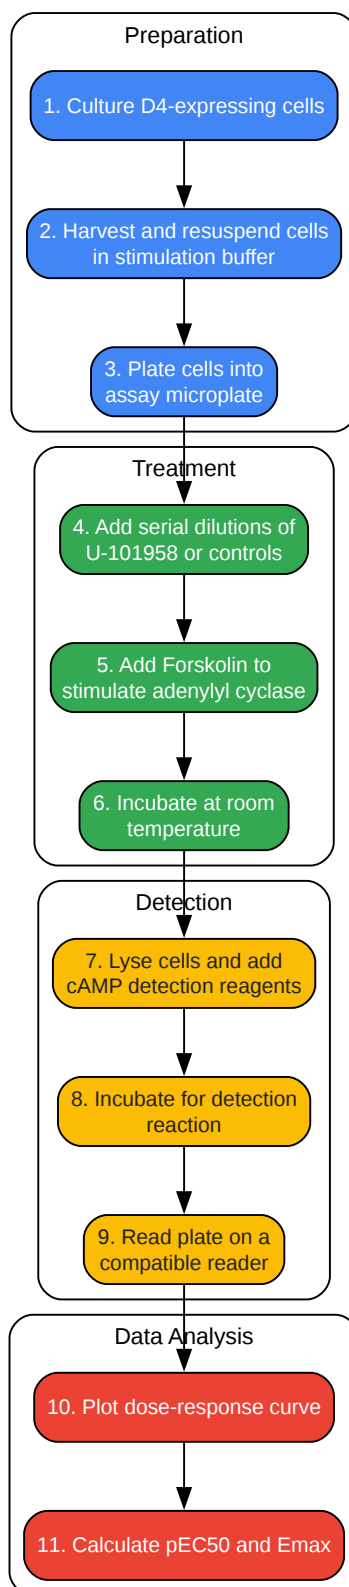 Preparation
1. Culture D4-expressing cells
2. Harvest and resuspend cells
in stimulation buffer
3. Plate cells into
assay microplate
Treatment
4. Add serial dilutions of
U-101958 or controls
5. Add Forskolin to
stimulate adenylyl cyclase
6. Incubate at room
temperature
Detection
7. Lyse cells and add
cAMP detection reagents
8. Incubate for detection
reaction
9. Read plate on a
compatible reader
Data Analysis
10. Plot dose-response curve
11. Calculate pEC50 and Emax